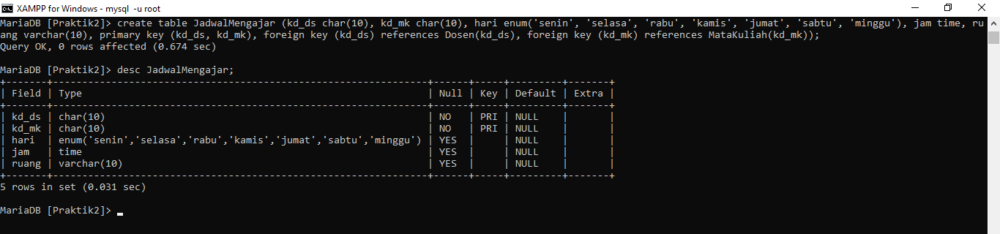 XAMPP for Windows - mysql  -u root
MariaDB [Praktik2]> create table JadwalMengajar (kd_ds char(10), kd_mk char(10), hari enum('senin', 'selasa', 'rabu', 'kamis', 'jumat', 'sabtu', 'minggu'), jam time, ru
ang varchar(10), primary key (kd_ds, kd_mk), foreign key (kd_ds) references Dosen(kd_ds), foreign key (kd_mk) references MataKuliah(kd_mk));
Query OK, 0 rows affected (0.674 sec)
MariaDB [Praktik2]> desc JadwalMengajar;
+-------+----------------------------------------------------------------+------+-----+---------+-------+
| Field | Type                                                           | Null | Key | Default | Extra |
+-------+----------------------------------------------------------------+------+-----+---------+-------+
| kd_ds | char(10)                                                       | NO   | PRI | NULL    |       |
| kd_mk | char(10)                                                       | NO   | PRI | NULL    |       |
| hari  | enum('senin','selasa','rabu','kamis','jumat','sabtu','minggu') | YES  |     | NULL    |       |
| jam   | time                                                           | YES  |     | NULL    |       |
| ruang | varchar(10)                                                    | YES  |     | NULL    |       |
+-------+----------------------------------------------------------------+------+-----+---------+-------+
5 rows in set (0.031 sec)
MariaDB [Praktik2]>